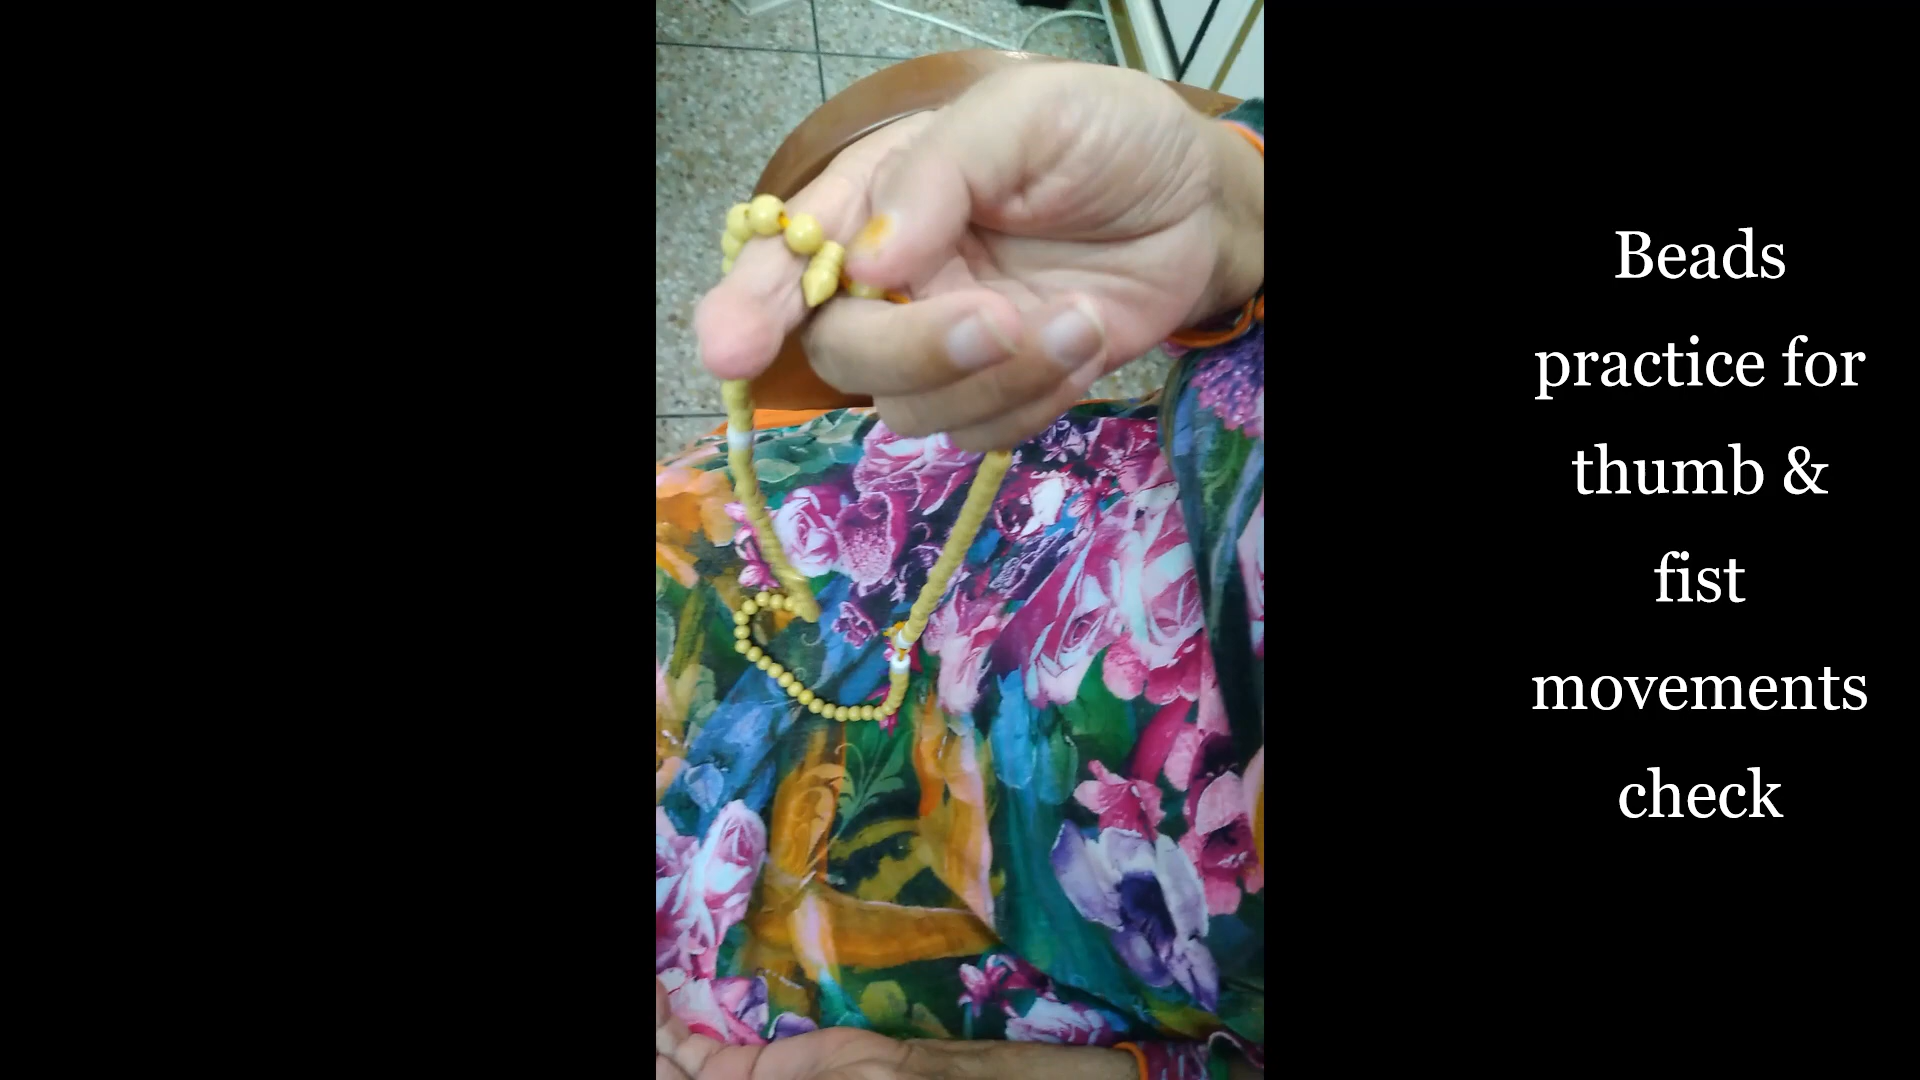 Beads
practice for
thumb &
fist
movements
check